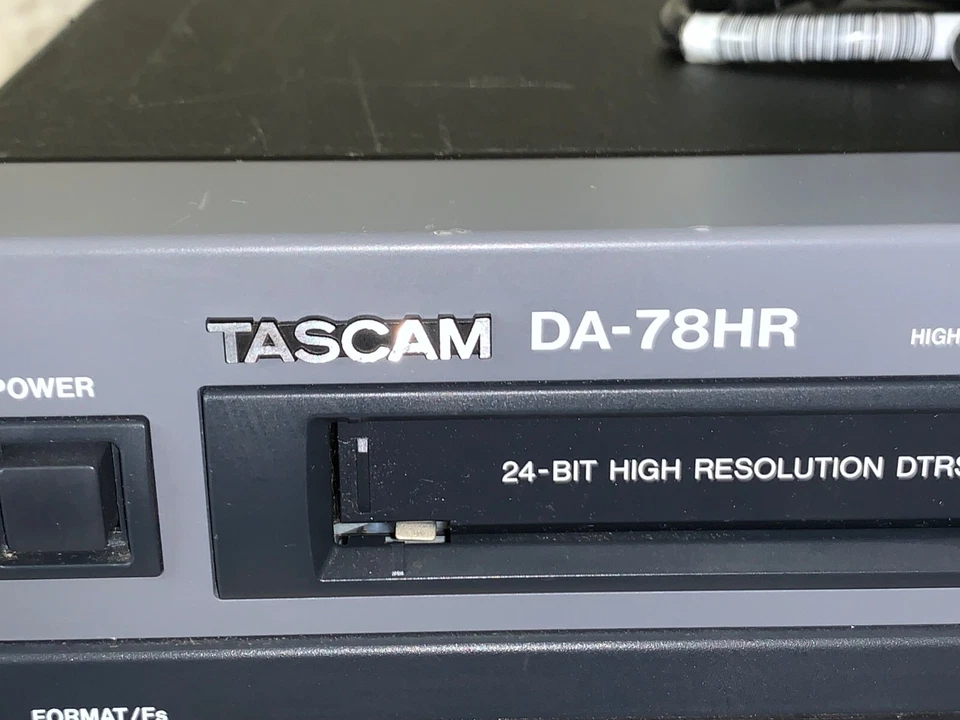 TASCAM DA-78HR
HIGH
POWER
24-BIT HIGH RESOLUTION DTRS
FORMAT/Fs